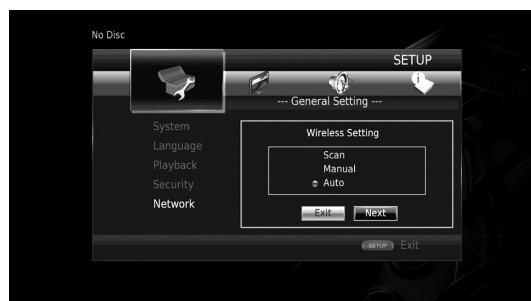 No Disc
SETUP
--- General Setting ---
System
Language
Playback
Security
Network
Wireless Setting
Scan
Manual
Auto
Exit Next
SETUP Exit